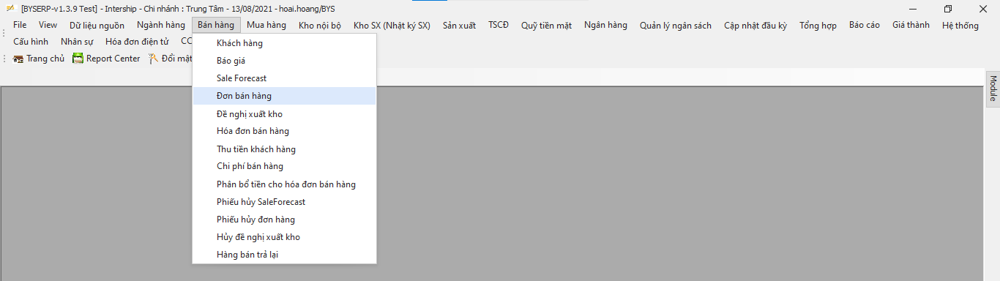 [BYSERP-v1.3.9 Test] - Intership - Chi nhánh : Trung Tâm - 13/08/2021 - hoai.hoang/BYS
File View Dữ liệu nguồn Ngành hàng Bán hàng Mua hàng Kho nội bộ Kho SX (Nhật ký SX) Sản xuất TSCĐ Quỹ tiền mặt Ngân hàng Quản lý ngân sách Cập nhật đầu kỳ Tổng hợp Báo cáo Giá thành Hệ thống
Cấu hình Nhân sự Hóa đơn điện tử CC
Trang chủ Report Center Đổi mật
Khách hàng
Báo giá
Sale Forecast
Đơn bán hàng
Đề nghị xuất kho
Hóa đơn bán hàng
Thu tiền khách hàng
Chi phí bán hàng
Phân bổ tiền cho hóa đơn bán hàng
Phiếu hủy SaleForecast
Phiếu hủy đơn hàng
Hủy đề nghị xuất kho
Hàng bán trả lại
Module